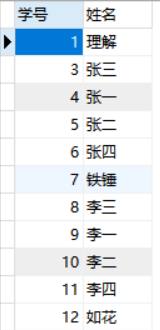 学号 姓名
1 理解
3 张三
4 张一
5 张二
6 张四
7 铁锤
8 李三
9 李一
10 李二
11 李四
12 如花